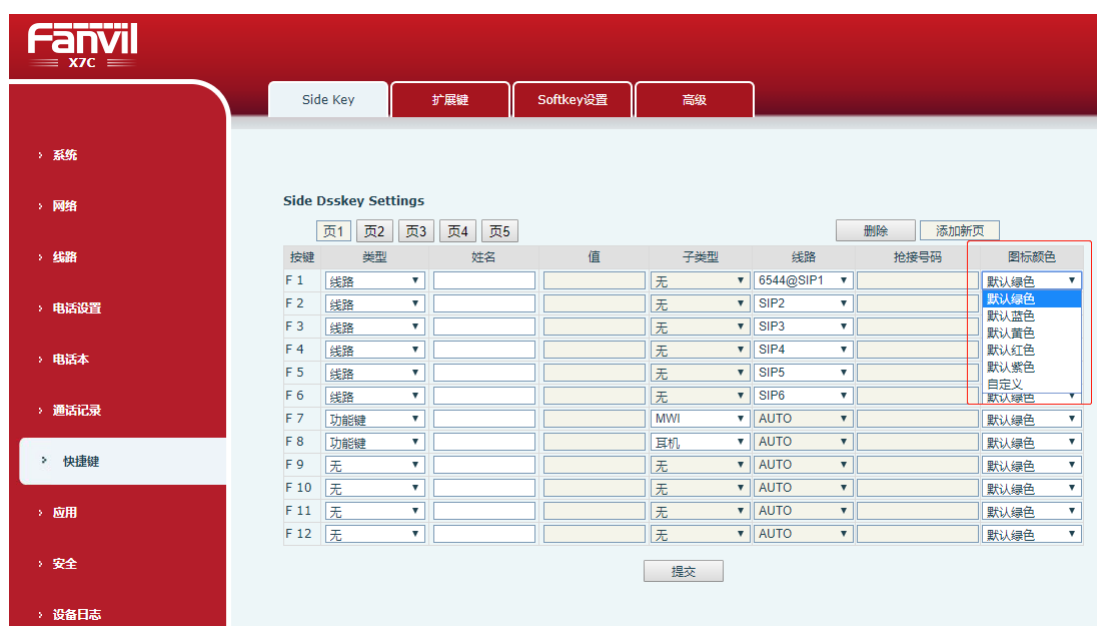 Fanvil
X7C
Side Key 扩展键 Softkey设置 高级
系统
网络
线路
电话设置
电话本
通话记录
快捷键
应用
安全
设备日志
Side Dsskey Settings
页1 页2 页3 页4 页5 删除 添加新页
按键 类型 姓名 值 子类型 线路 抢接号码 图标颜色
F 1 线路 无 6544@SIP1 默认绿色
默认绿色
默认蓝色
默认黄色
默认红色
默认紫色
自定义
F 2 线路 无 SIP2
F 3 线路 无 SIP3
F 4 线路 无 SIP4
F 5 线路 无 SIP5
F 6 线路 无 SIP6 默认绿色
F 7 功能键 MWI AUTO 默认绿色
F 8 功能键 耳机 AUTO 默认绿色
F 9 无 无 AUTO 默认绿色
F 10 无 无 AUTO 默认绿色
F 11 无 无 AUTO 默认绿色
F 12 无 无 AUTO 默认绿色
提交